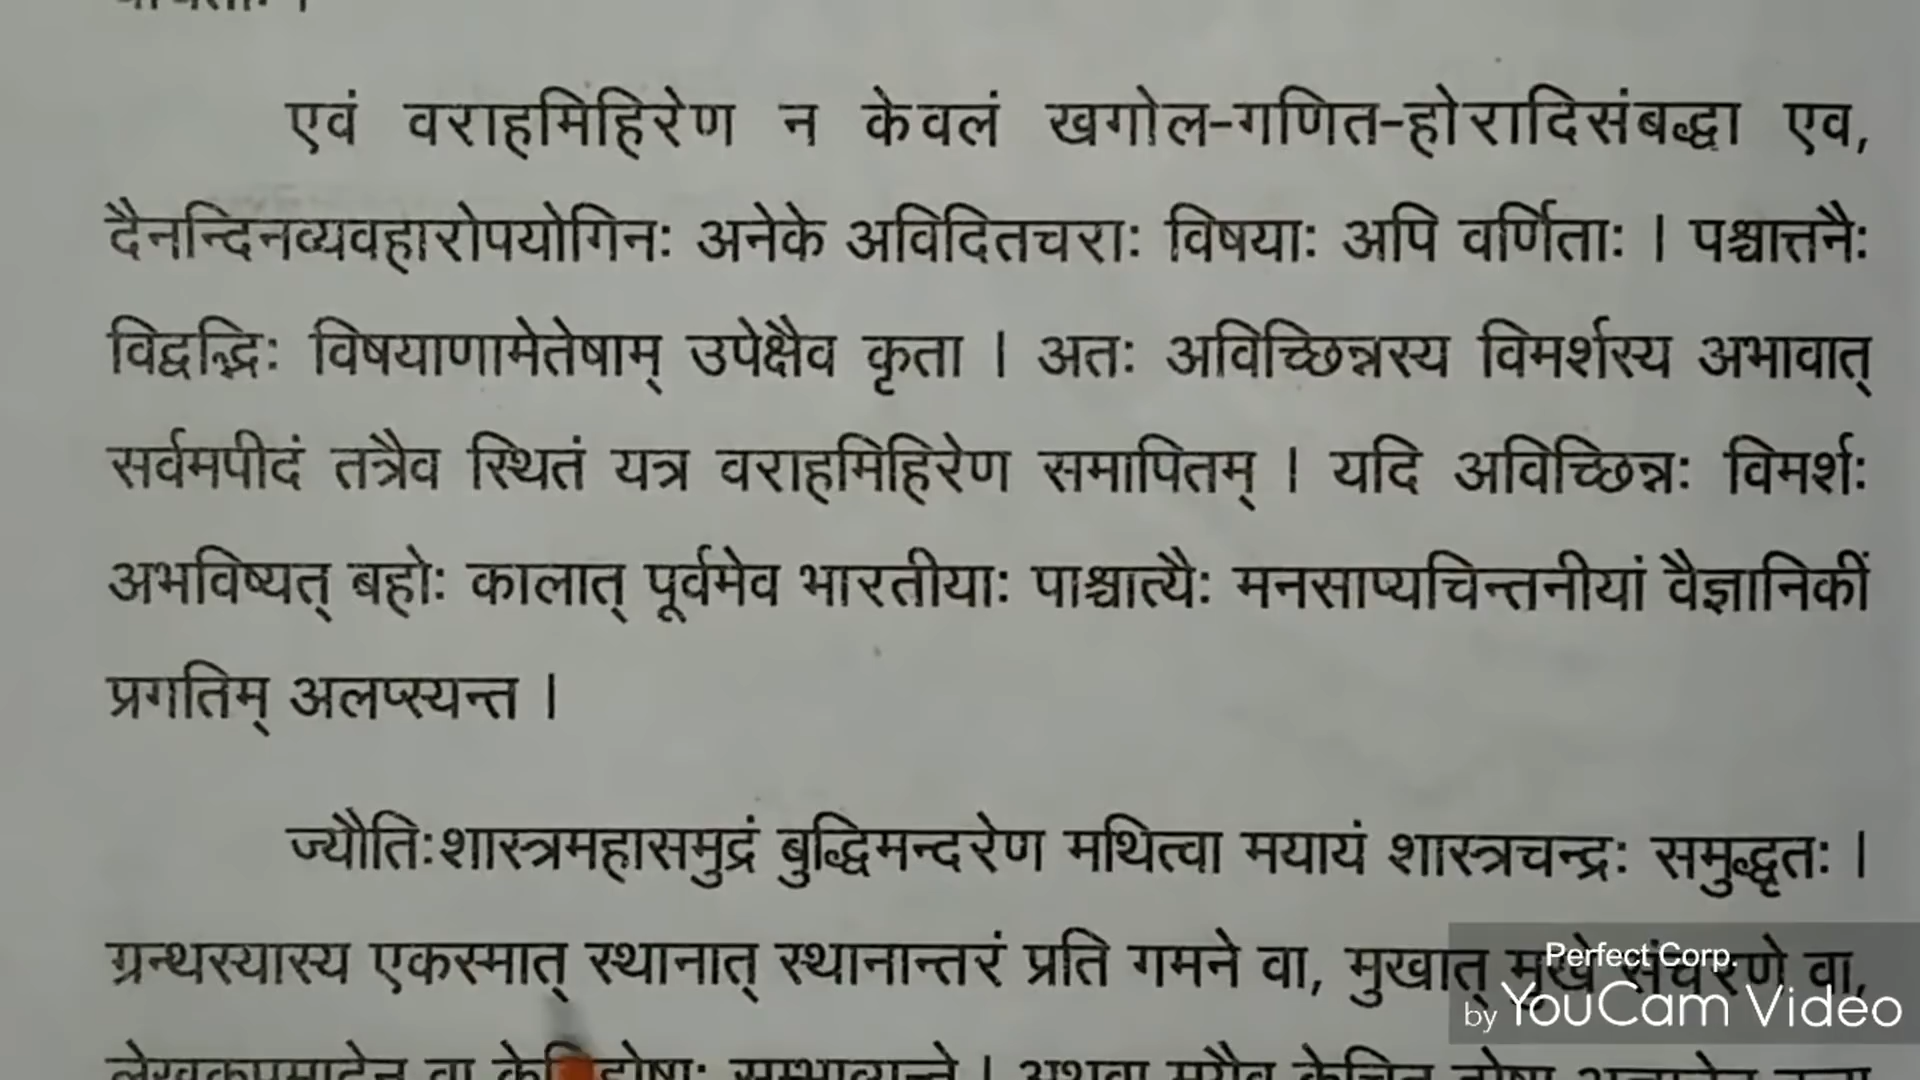 एवं वराहमिहिरेण न केवलं खगोल-गणित-होरादिसंबद्धा एव,
दैनन्दिनव्यवहारोपयोगिनः अनेके अविदितचराः विषयाः अपि वर्णिताः । पश्चात्तनैः
विद्वद्भिः विषयाणामेतेषाम् उपेक्षैव कृता । अतः अविच्छिन्नस्य विमर्शस्य अभावात्
सर्वमपीदं तत्रैव स्थितं यत्र वराहमिहिरेण समापितम् । यदि अविच्छिन्नः विमर्शः
अभविष्यत् बहोः कालात् पूर्वमेव भारतीयाः पाश्चात्यैः मनसाप्यचिन्तनीयां वैज्ञानिकीं
प्रगतिम् अलप्स्यन्त ।
ज्यौतिःशास्त्रमहासमुद्रं बुद्धिमन्दरेण मथित्वा मयायं शास्त्रचन्द्रः समुद्धृतः ।
ग्रन्थस्यास्य एकस्मात् स्थानात् स्थानान्तरं प्रति गमने वा, मुखात् मुखे संचरणे वा,
Perfect Corp.
by YouCam Video